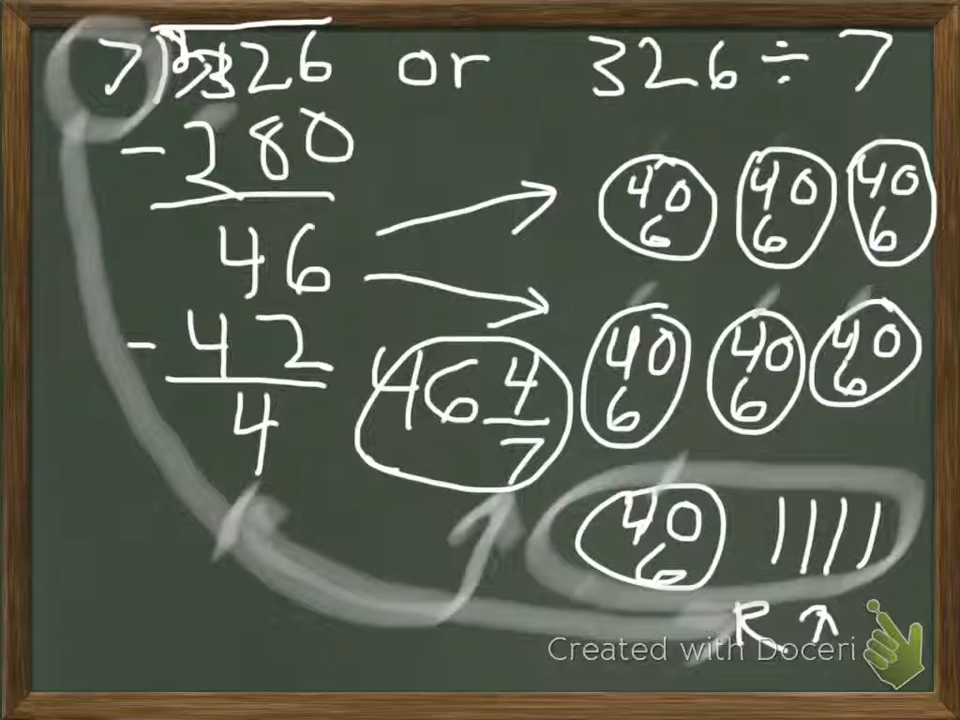 7)326 or 326 ÷ 7
- 280
46
- 42
4
46 4/7
40 40 40
6 6 6
40 40 40
6 6 6
40 ||||
6
R ↑
Created with Doceri